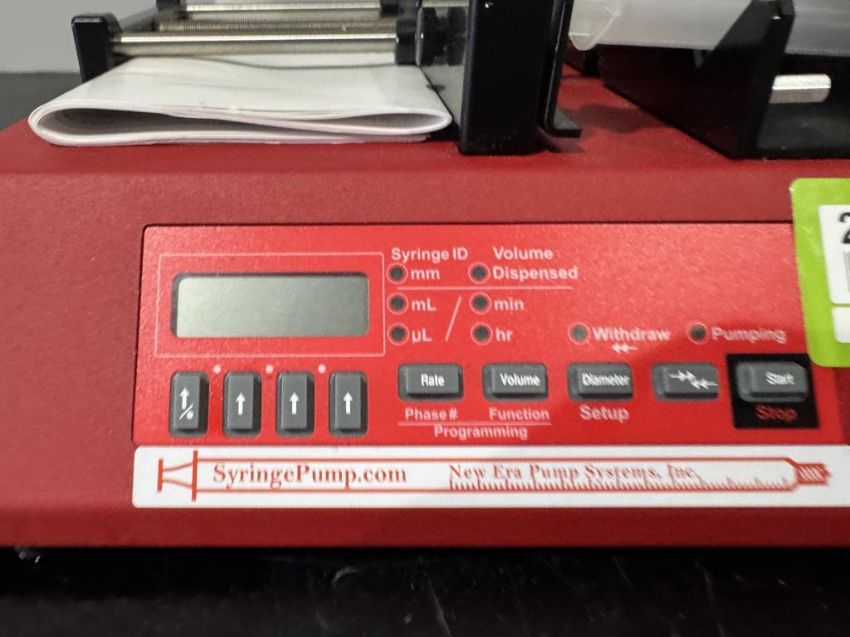 Syringe ID Volume
mm Dispensed
mL / min
µL hr
Withdraw Pumping
Rate Volume Diameter Start
Phase # Function Setup Stop
Programming
SyringePump.com New Era Pump Systems, Inc.
2